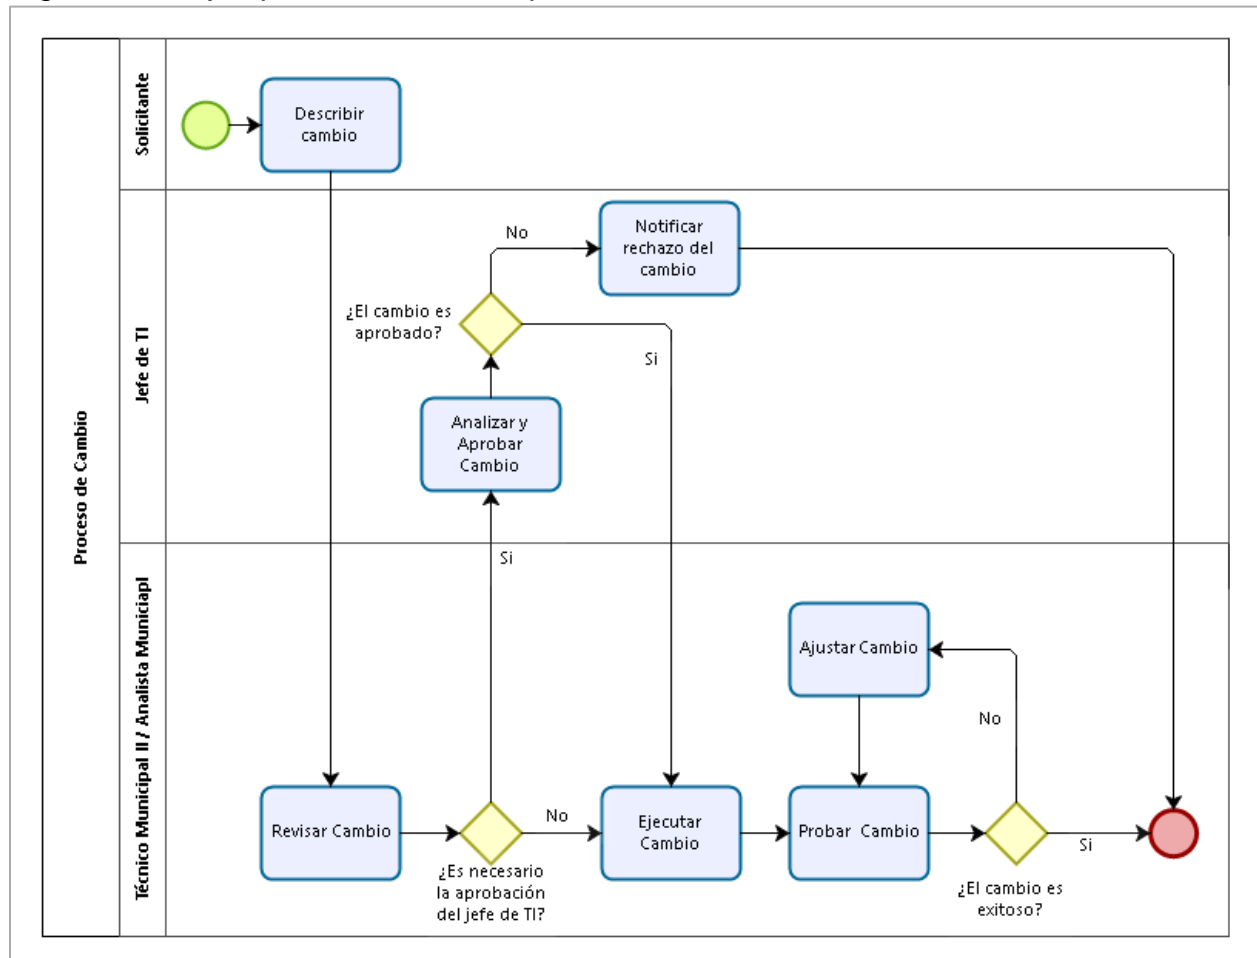 Proceso de Cambio
Solicitante
Describir
cambio
Jefe de TI
No
Notificar
rechazo del
cambio
¿El cambio es
aprobado?
Si
Analizar y
Aprobar
Cambio
Si
Técnico Municipal II / Analista Municiapl
Ajustar Cambio
No
Revisar Cambio
No
Ejecutar
Cambio
Probar Cambio
Si
¿Es necesario
la aprobación
del jefe de TI?
¿El cambio es
exitoso?